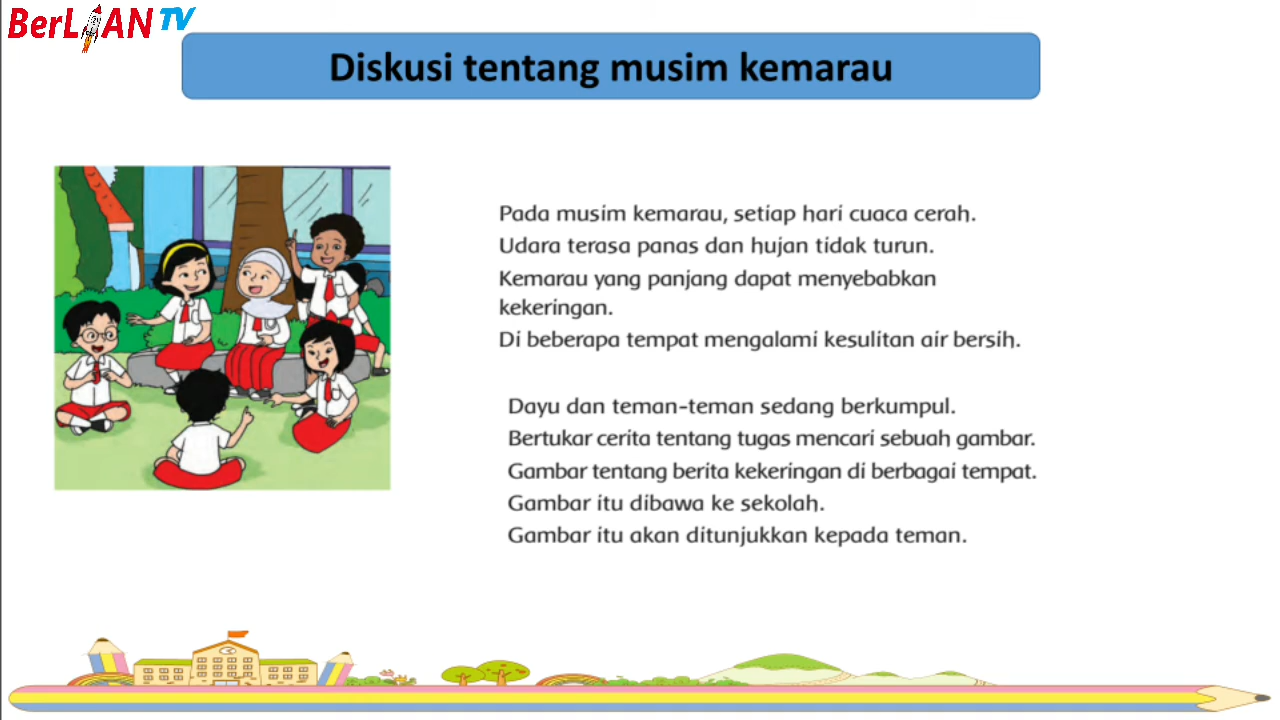 BerLIAN TV
Diskusi tentang musim kemarau
Pada musim kemarau, setiap hari cuaca cerah.
Udara terasa panas dan hujan tidak turun.
Kemarau yang panjang dapat menyebabkan
kekeringan.
Di beberapa tempat mengalami kesulitan air bersih.
Dayu dan teman-teman sedang berkumpul.
Bertukar cerita tentang tugas mencari sebuah gambar.
Gambar tentang berita kekeringan di berbagai tempat.
Gambar itu dibawa ke sekolah.
Gambar itu akan ditunjukkan kepada teman.